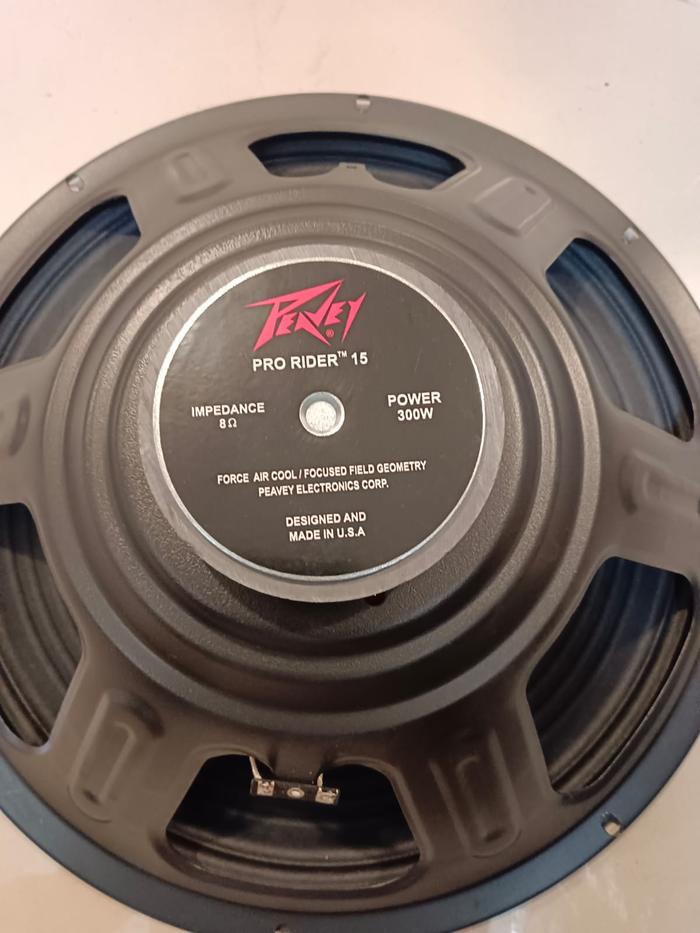 PEAVEY®
PRO RIDER™ 15
IMPEDANCE
8Ω
POWER
300W
FORCE AIR COOL / FOCUSED FIELD GEOMETRY
PEAVEY ELECTRONICS CORP.
DESIGNED AND
MADE IN U.S.A